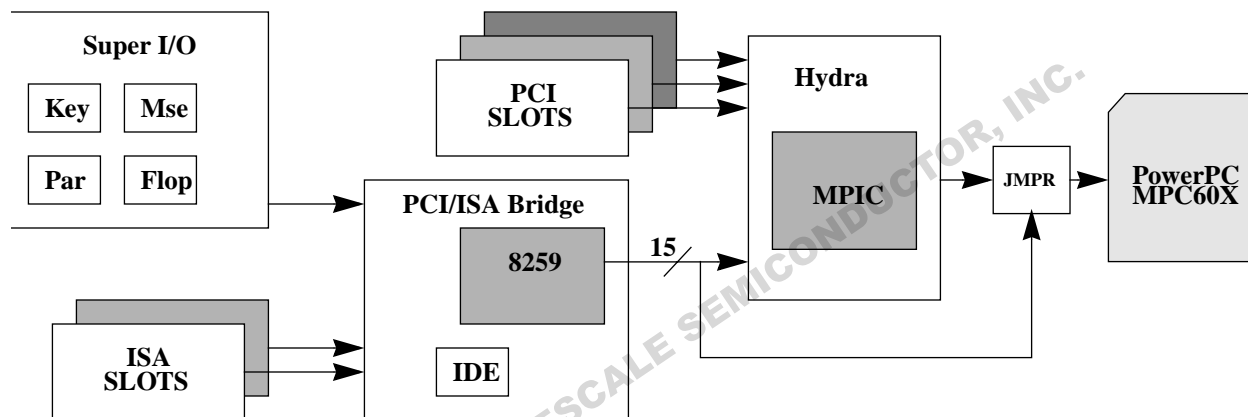 Super I/O
Key
Mse
Par
Flop
PCI
SLOTS
PCI/ISA Bridge
8259
IDE
ISA
SLOTS
15
Hydra
MPIC
JMPR
PowerPC
MPC60X
ESCALE SEMICONDUCTOR, INC.